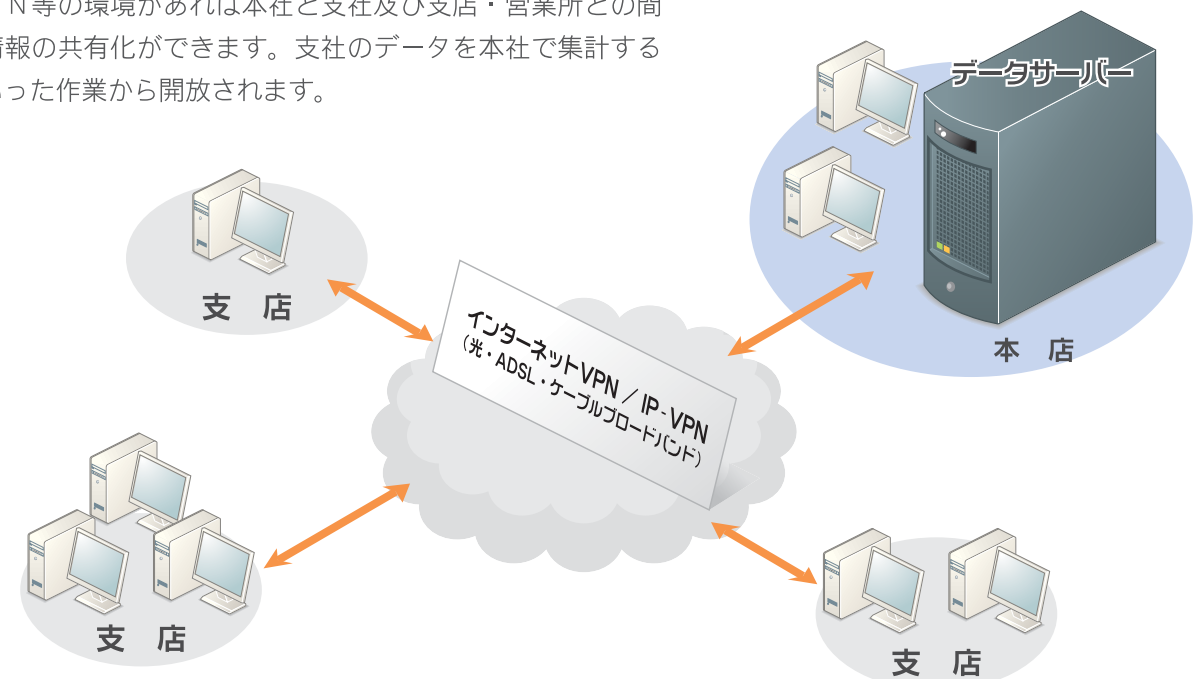 N等の環境があれば本社と支社及び支店・営業所との間
情報の共有化ができます。支社のデータを本社で集計する
いった作業から開放されます。
データサーバー
支 店
本 店
インターネットVPN / IP-VPN
(光・ADSL・ケーブルブロードバンド)
支 店
支 店